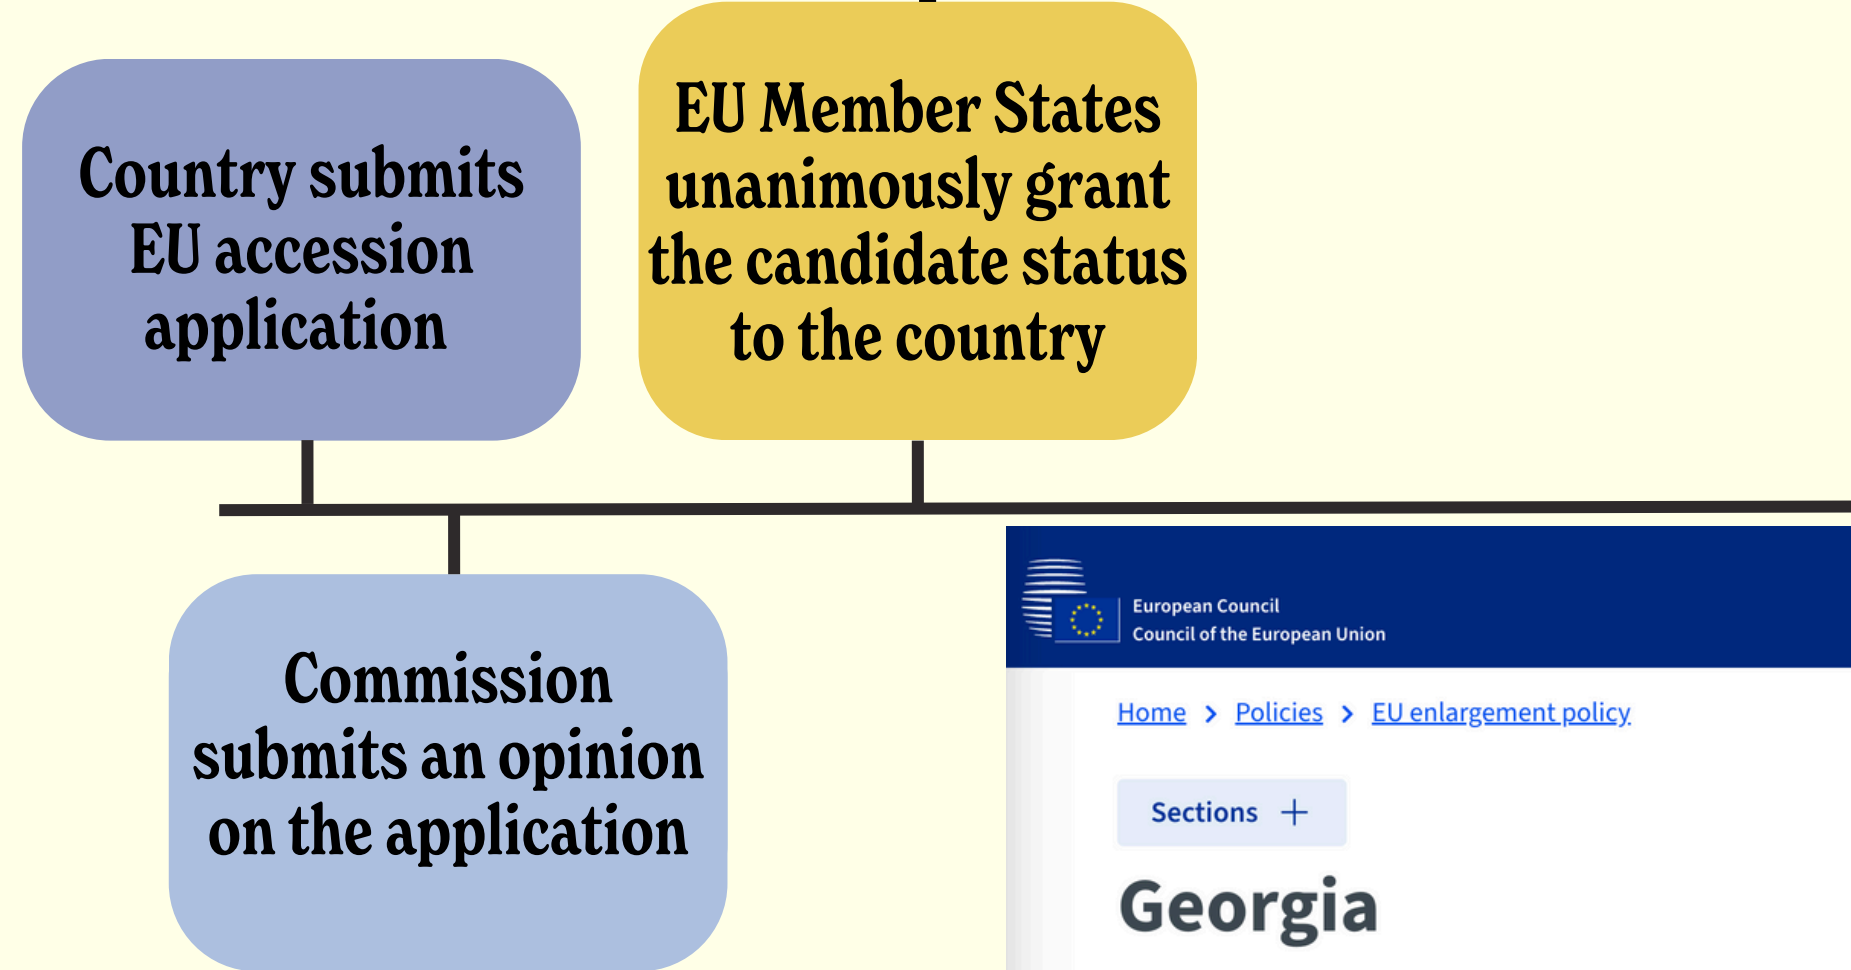 Country submits
EU accession
application
EU Member States
unanimously grant
the candidate status
to the country
Commission
submits an opinion
on the application
European Council
Council of the European Union
Home > Policies > EU enlargement policy
Sections +
Georgia